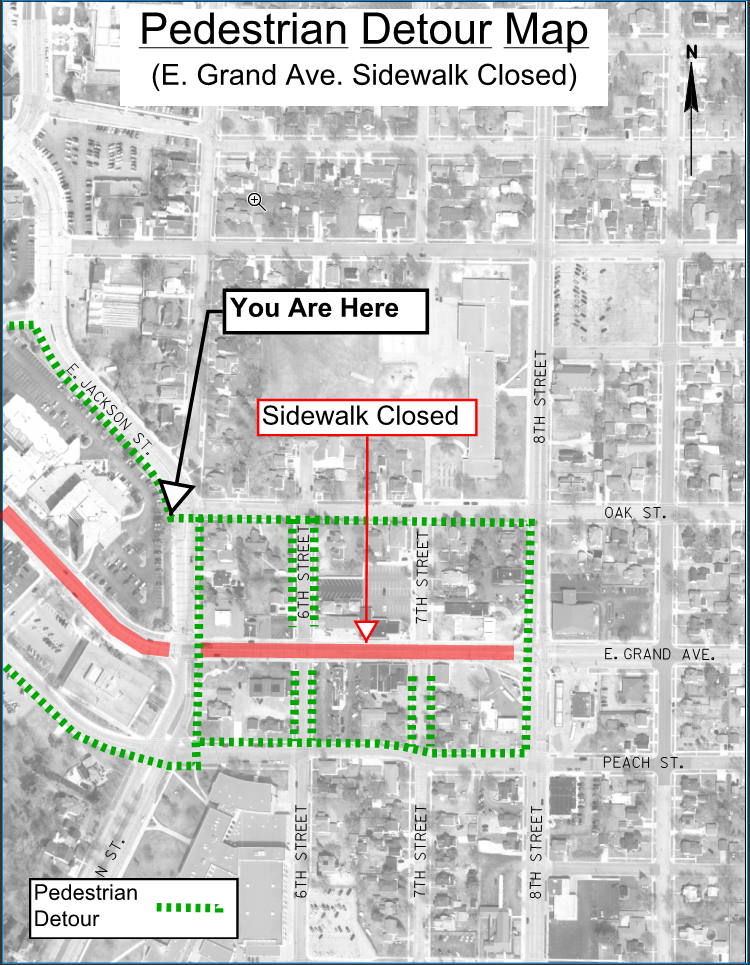 Pedestrian Detour Map
(E. Grand Ave. Sidewalk Closed)
N
You Are Here
E. JACKSON ST.
8TH STREET
Sidewalk Closed
OAK ST.
6TH STREET
7TH STREET
E. GRAND AVE.
PEACH ST.
6TH STREET
7TH STREET
8TH STREET
N ST.
Pedestrian
Detour